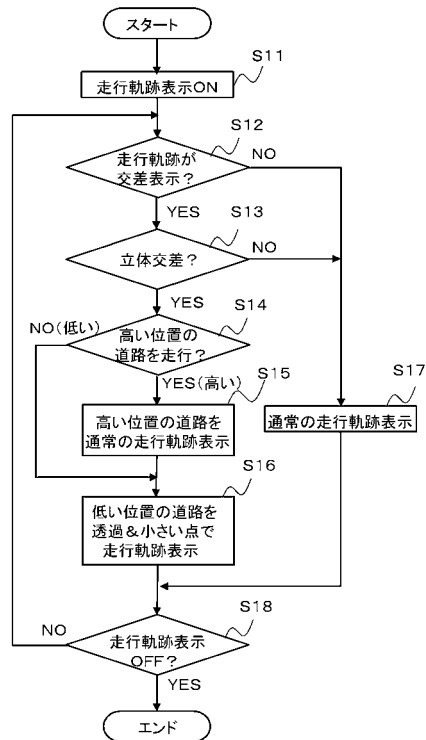 スタート
S11
走行軌跡表示ON
S12
走行軌跡が
交差表示？
NO
YES
S13
立体交差？
NO
YES
S14
NO(低い)
高い位置の
道路を走行？
YES(高い)
S15
高い位置の道路を
通常の走行軌跡表示
S17
通常の走行軌跡表示
S16
低い位置の道路を
透過＆小さい点で
走行軌跡表示
S18
NO
走行軌跡表示
OFF？
YES
エンド